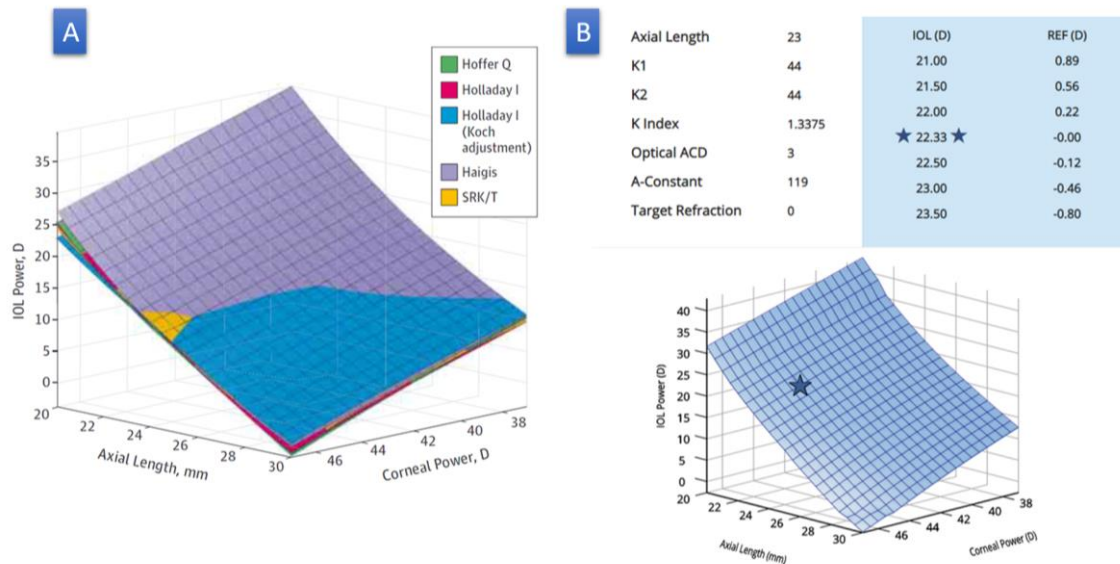 A
Hoffer Q
Holladay I
Holladay I
(Koch
adjustment)
Haigis
SRK/T
IOL Power, D
35
30
25
20
15
10
5
0
20
22
24
26
28
30
Axial Length, mm
46
44
42
40
38
Corneal Power, D
B
Axial Length 23
K1 44
K2 44
K Index 1.3375
Optical ACD 3
A-Constant 119
Target Refraction 0
IOL (D) REF (D)
21.00 0.89
21.50 0.56
22.00 0.22
22.33 -0.00
22.50 -0.12
23.00 -0.46
23.50 -0.80
IOL Power (D)
40
35
30
25
20
15
10
5
0
20
22
24
26
28
30
Axial Length (mm)
46
44
42
40
38
Corneal Power (D)